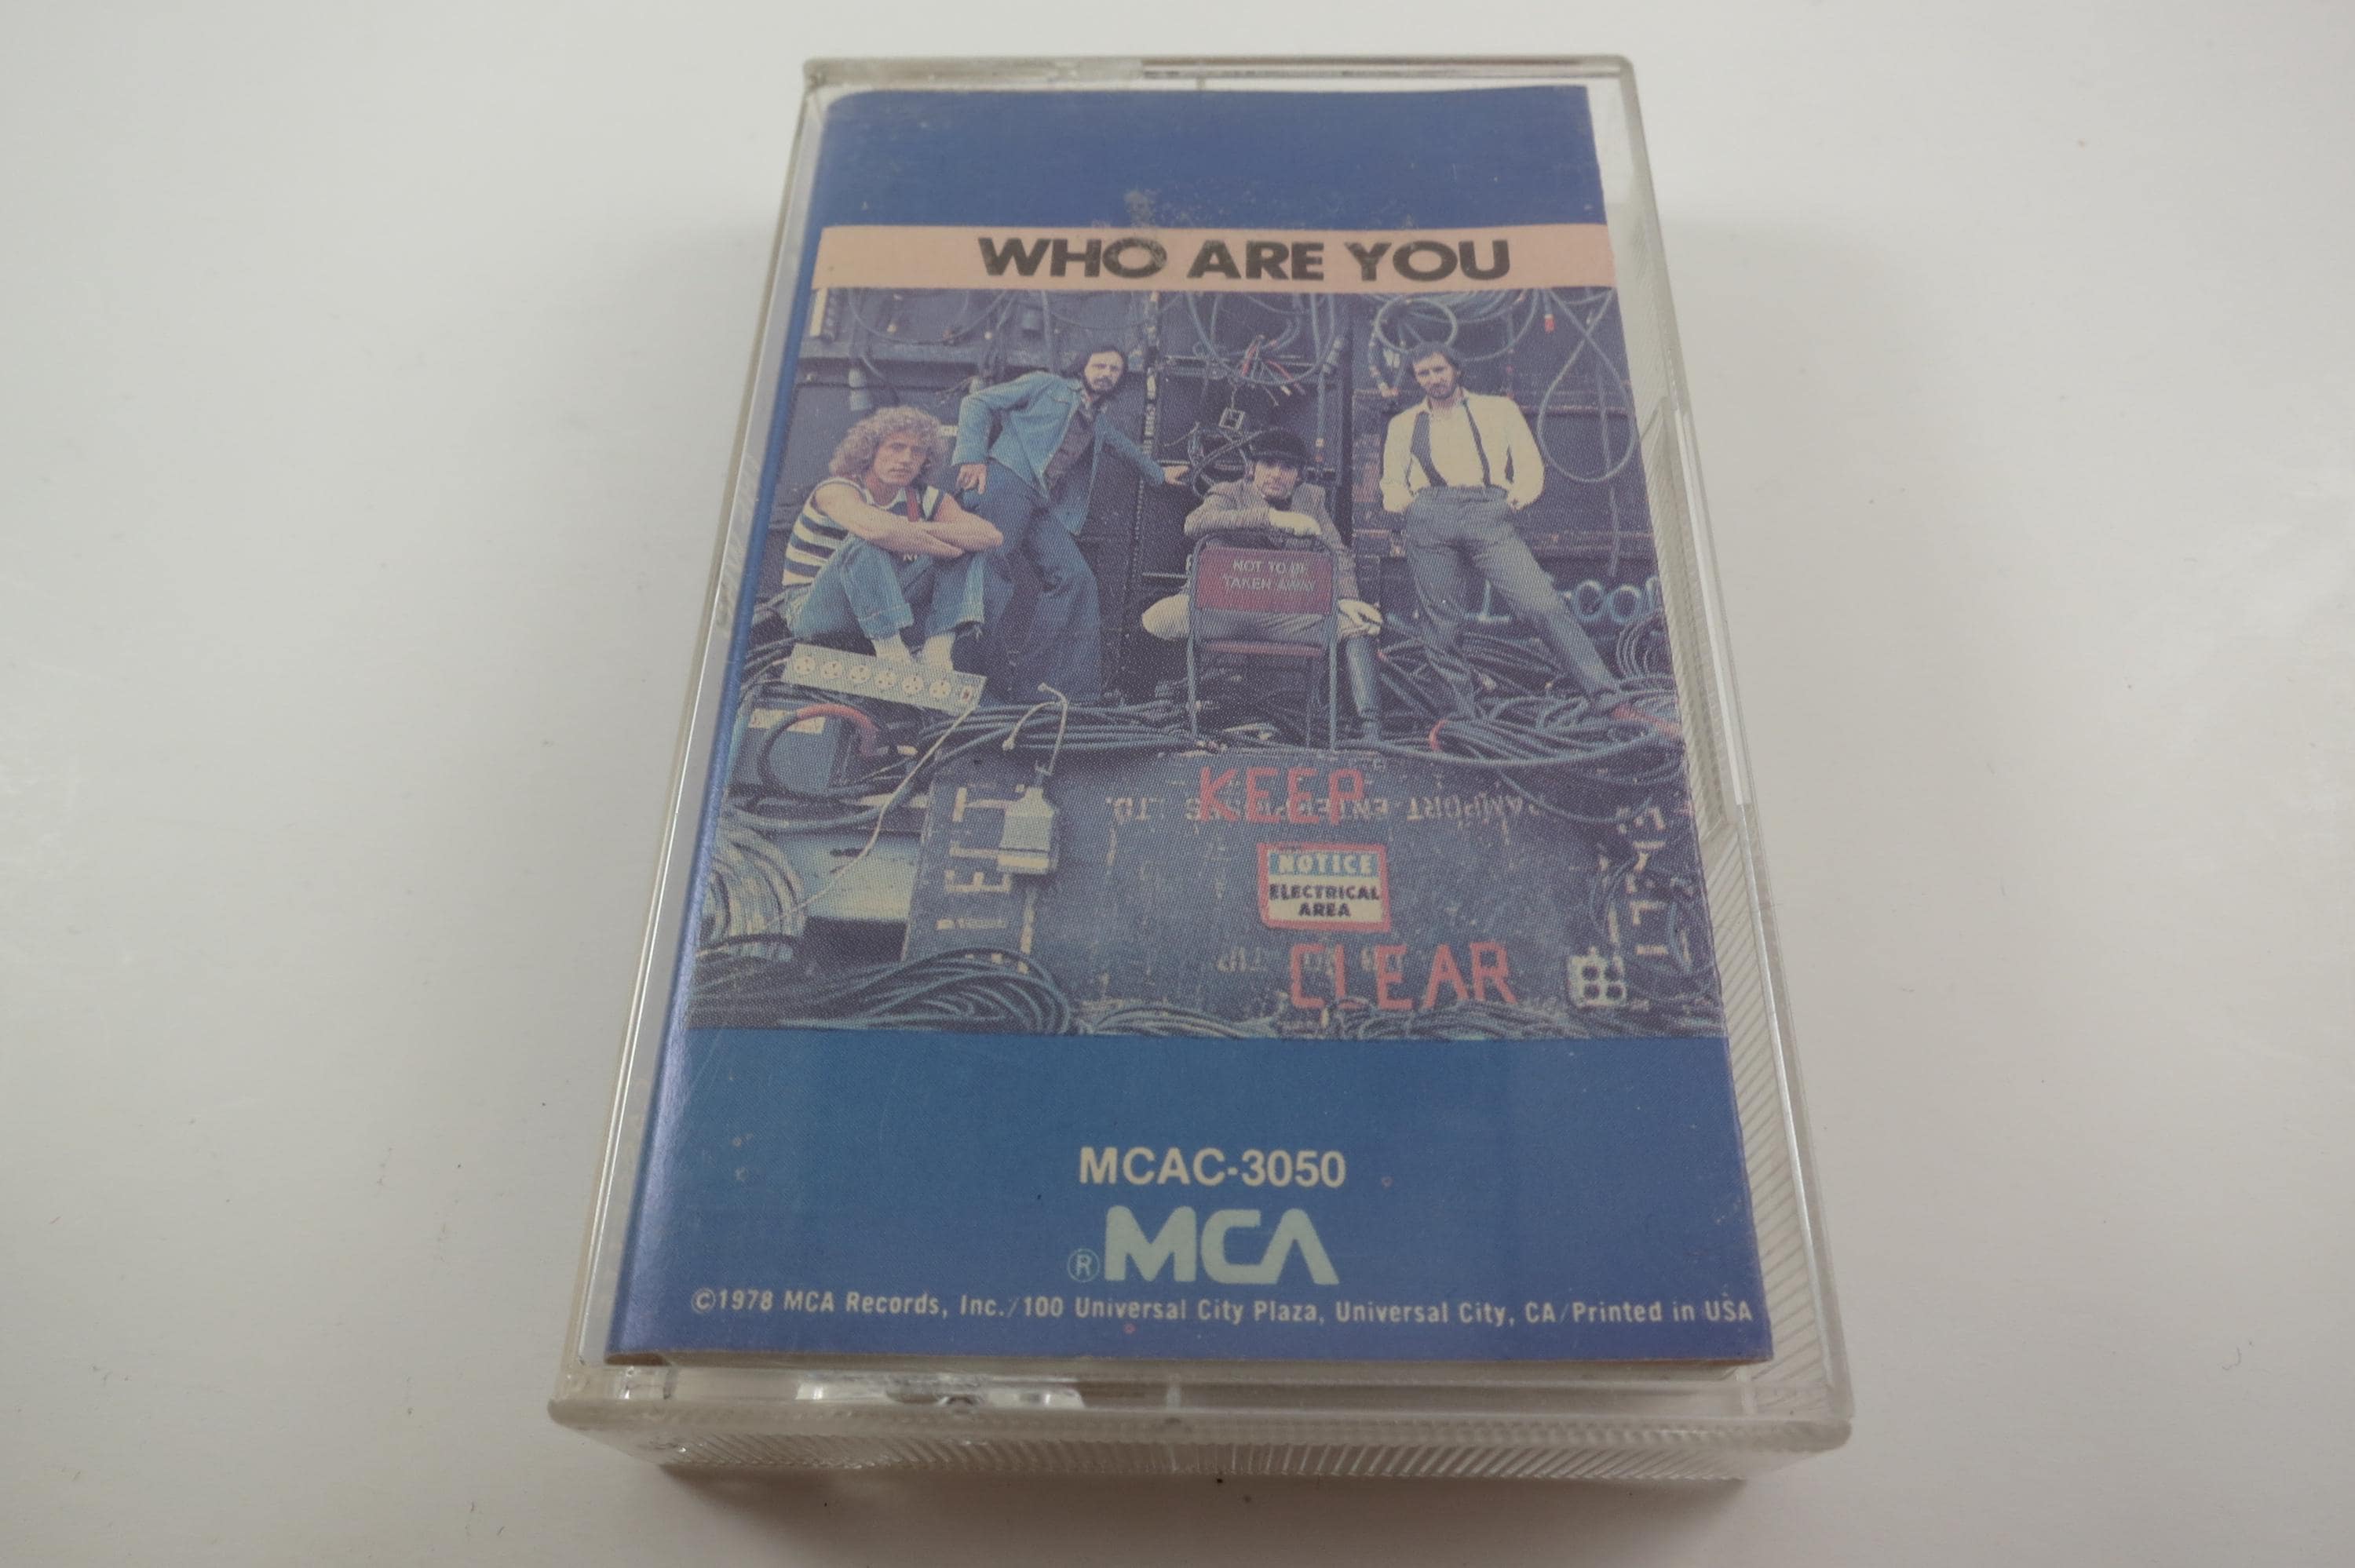 WHO ARE YOU
NOT TO BE
TAKEN AWAY
KEEP
NOTICE
ELECTRICAL
AREA
CLEAR
MCAC-3050
®MCA
©1978 MCA Records, Inc./100 Universal City Plaza, Universal City, CA/Printed in USA